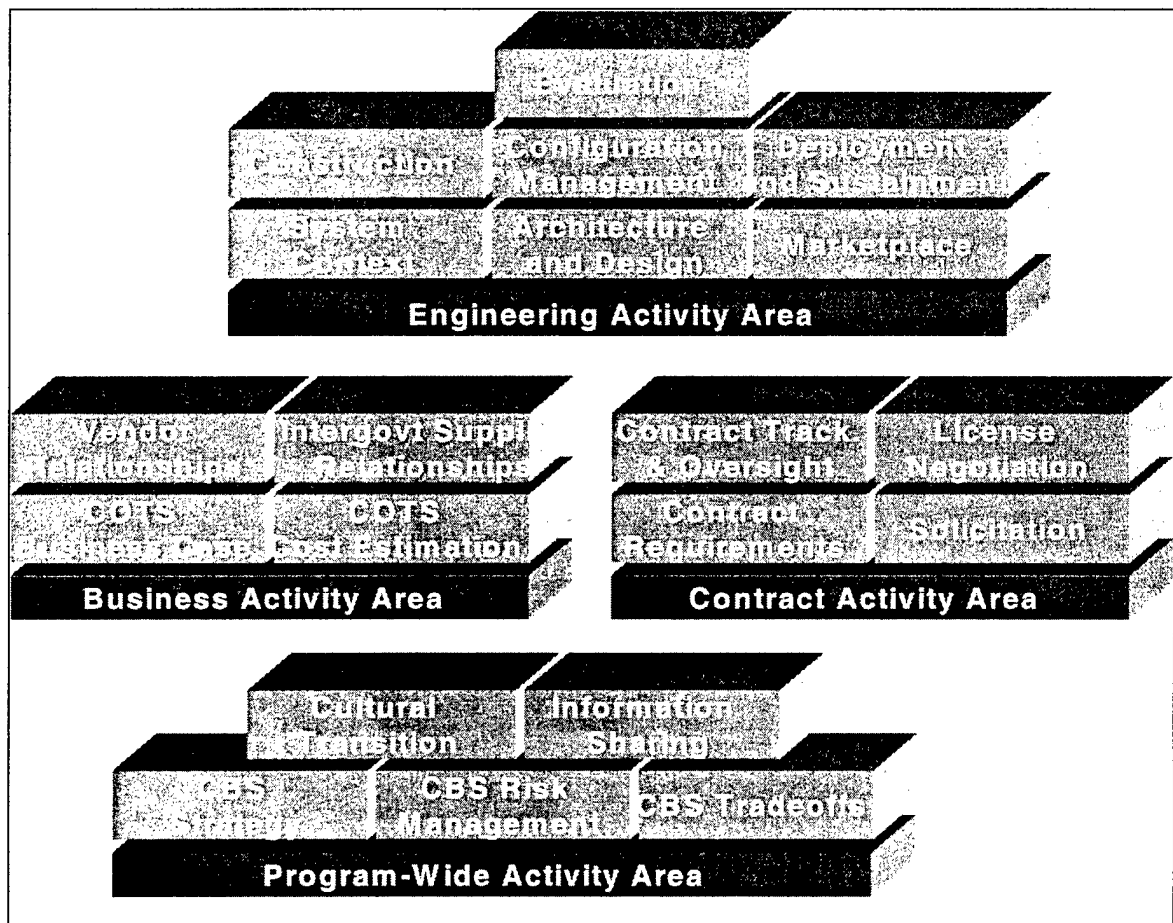 Evaluation
Construction
Configuration
Management
Deployment
and Sustainment
System
Context
Architecture
and Design
Marketplace
Engineering Activity Area
Vendor
Relationships
Intergovt Suppl
Relationships
Contract Track
& Oversight
License
Negotiation
COTS
Business Case
COTS
Cost Estimation
Contract
Requirements
Solicitation
Business Activity Area
Contract Activity Area
Cultural
Transition
Information
Sharing
CBS
Strategy
CBS Risk
Management
CBS Tradeoffs
Program-Wide Activity Area